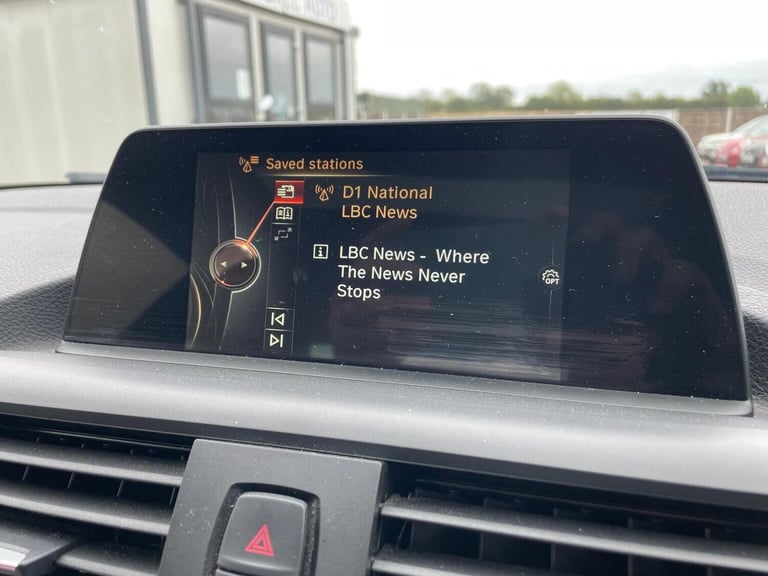 Saved stations
D1 National
LBC News
LBC News - Where
The News Never
Stops
OPT